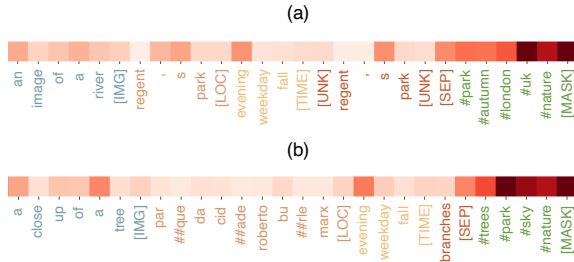 (a)
an image of a river [IMG] regent ' s park [LOC] evening weekday fall [TIME] [UNK] regent ' s park [UNK] [SEP] #park #autumn #london #uk #nature [MASK]
(b)
a close up of a tree [IMG] par ##que da cid ##ade roberto bu ##rle marx [LOC] evening weekday fall [TIME] branches [SEP] #trees #park #sky #nature [MASK]